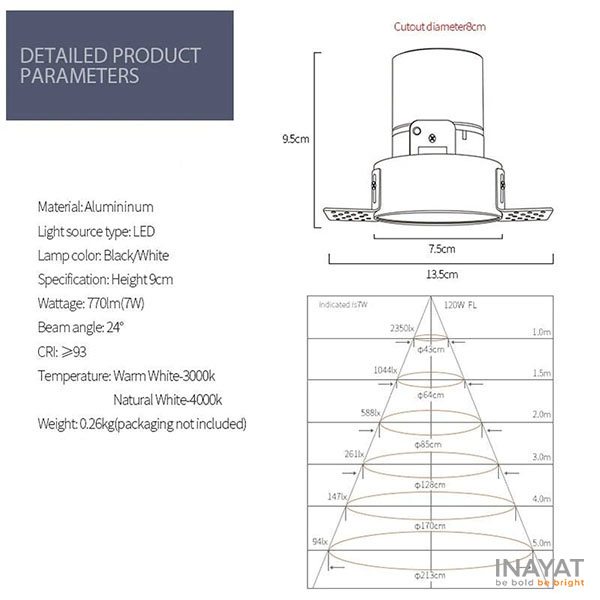 DETAILED PRODUCT
PARAMETERS
Cutout diameter8cm
9.5cm
7.5cm
13.5cm
Material: Alumininum
Light source type: LED
Lamp color: Black/White
Specification: Height 9cm
Wattage: 770lm(7W)
Beam angle: 24°
CRI: ⩾93
Temperature: Warm White-3000k
Natural White-4000k
Weight: 0.26kg(packaging not included)
Indicated is7W 120W FL
2350lx 1.0m
φ43cm
1044lx 1.5m
φ64cm
588lx 2.0m
φ85cm
261lx 3.0m
φ128cm
147lx 4.0m
φ170cm
94lx 5.0m
φ213cm
INAYAT
be bold be bright